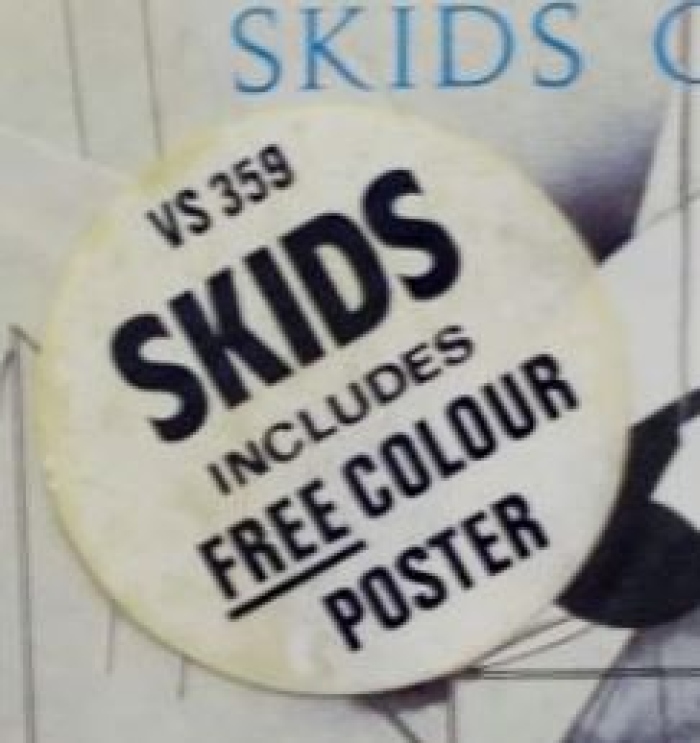 SKIDS
VS 359
SKIDS
INCLUDES
FREE COLOUR
POSTER